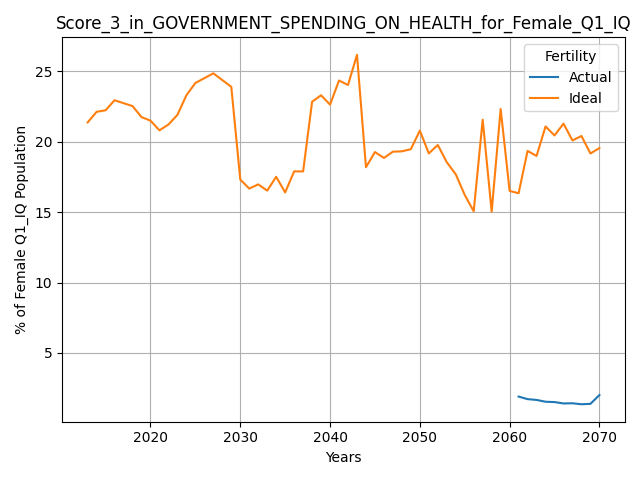 Score_3_in_GOVERNMENT_SPENDING_ON_HEALTH_for_Female_Q1_IQ
Fertility
Actual
Ideal
% of Female Q1_IQ Population
25
20
15
10
5
2020 2030 2040 2050 2060 2070
Years